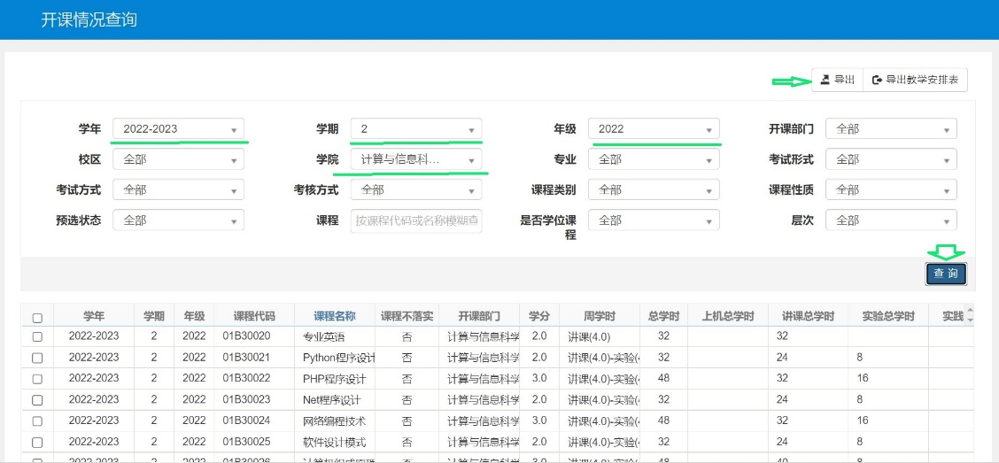 开课情况查询
导出 导出教学安排表
学年 2022-2023 学期 2 年级 2022 开课部门 全部
校区 全部 学院 计算与信息科... 专业 全部 考试形式 全部
考试方式 全部 考核方式 全部 课程类别 全部 课程性质 全部
预选状态 全部 课程 按课程代码或名称模糊查 是否学位课程 全部 层次 全部
查 询
学年 学期 年级 课程代码 课程名称 课程不落实 开课部门 学分 周学时 总学时 上机总学时 讲课总学时 实验总学时 实践
2022-2023 2 2022 01B30020 专业英语 否 计算与信息科学 2.0 讲课(4.0) 32 32
2022-2023 2 2022 01B30021 Python程序设计 否 计算与信息科学 2.0 讲课(4.0)-实验(4 32 24 8
2022-2023 2 2022 01B30022 PHP程序设计 否 计算与信息科学 3.0 讲课(4.0)-实验(4 48 32 16
2022-2023 2 2022 01B30023 Net程序设计 否 计算与信息科学 2.0 讲课(4.0)-实验(4 32 24 8
2022-2023 2 2022 01B30024 网络编程技术 否 计算与信息科学 3.0 讲课(4.0)-实验(4 48 32 16
2022-2023 2 2022 01B30025 软件设计模式 否 计算与信息科学 2.0 讲课(4.0)-实验(4 32 24 8
2022-2023 2 2022 01B30026 计算机组成原理 否 计算与信息科学 3.0 讲课(4.0)-实验(4 48 40 8